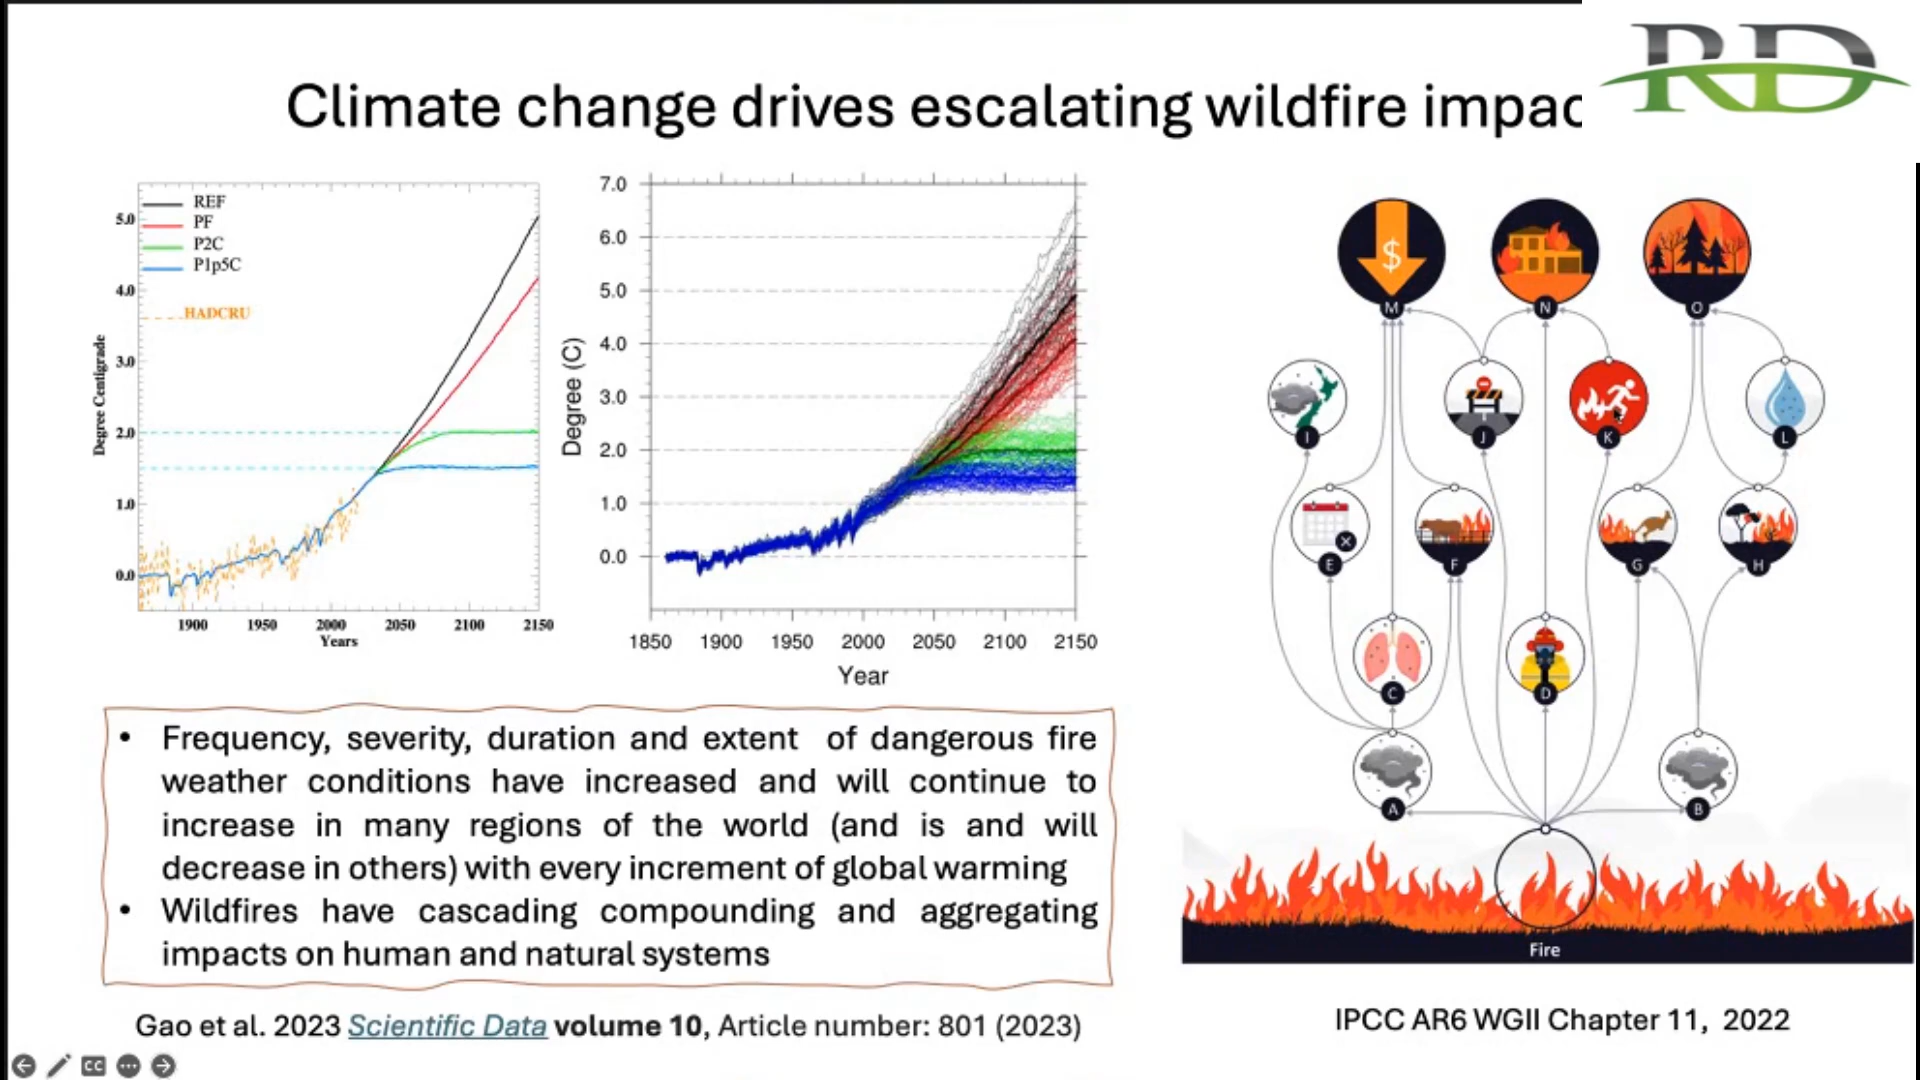 RD
Climate change drives escalating wildfire impac
REF
PF
P2C
P1p5C
HADCRU
Degree Centigrade
5.0
4.0
3.0
2.0
1.0
0.0
1900 1950 2000 2050 2100 2150
Years
Degree (C)
7.0
6.0
5.0
4.0
3.0
2.0
1.0
0.0
1850 1900 1950 2000 2050 2100 2150
Year
$
M N O
I J K L
E F G H
C D
A B
Fire
• Frequency, severity, duration and extent of dangerous fire
weather conditions have increased and will continue to
increase in many regions of the world (and is and will
decrease in others) with every increment of global warming
• Wildfires have cascading compounding and aggregating
impacts on human and natural systems
Gao et al. 2023 Scientific Data volume 10, Article number: 801 (2023)
IPCC AR6 WGII Chapter 11, 2022
CC